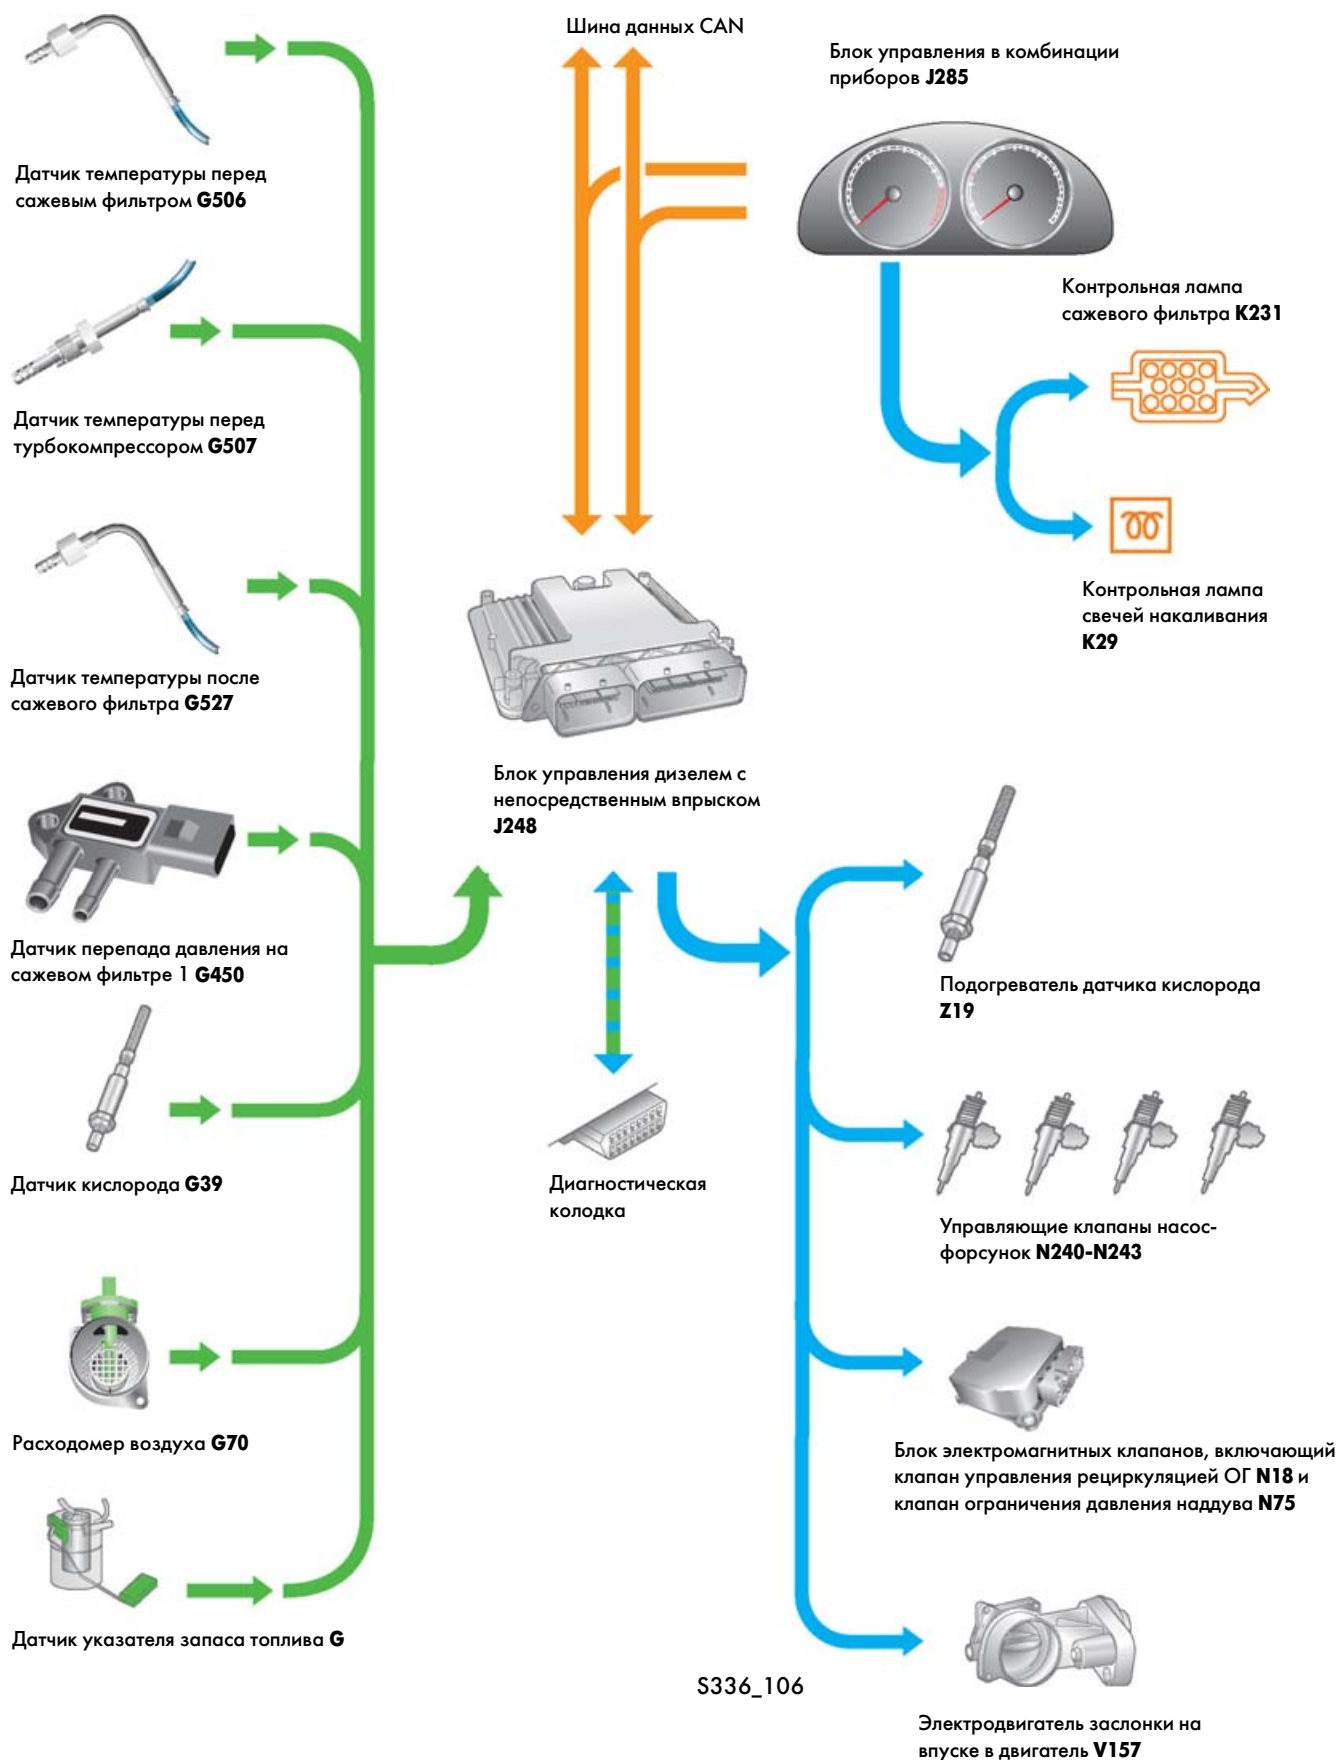 Шина данных CAN
Блок управления в комбинации
приборов J285
Датчик температуры перед
сажевым фильтром G506
Контрольная лампа
сажевого фильтра K231
Датчик температуры перед
турбокомпрессором G507
Контрольная лампа
свечей накаливания
K29
Датчик температуры после
сажевого фильтра G527
Блок управления дизелем с
непосредственным впрыском
J248
Датчик перепада давления на
сажевом фильтре 1 G450
Подогреватель датчика кислорода
Z19
Датчик кислорода G39
Диагностическая
колодка
Управляющие клапаны насос-
форсунок N240-N243
Расходомер воздуха G70
Блок электромагнитных клапанов, включающий
клапан управления рециркуляцией ОГ N18 и
клапан ограничения давления наддува N75
Датчик указателя запаса топлива G
S336_106
Электродвигатель заслонки на
впуске в двигатель V157